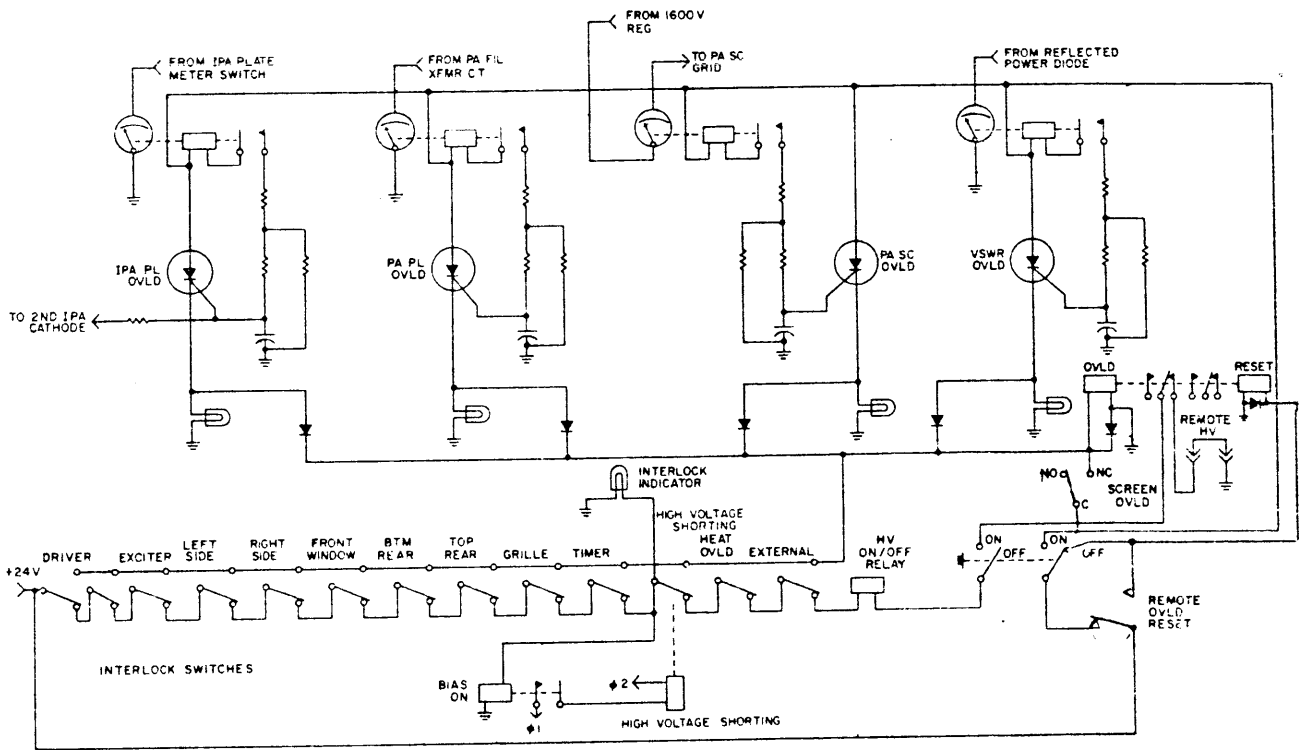 FROM 1600V
REG
FROM IPA PLATE
METER SWITCH
FROM PA FIL
XFMR CT
TO PA SC
GRID
FROM REFLECTED
POWER DIODE
IPA PL
OVLD
PA PL
OVLD
PA SC
OVLD
VSWR
OVLD
TO 2ND IPA
CATHODE
OVLD
RESET
REMOTE
HV
INTERLOCK
INDICATOR
NO
NC
SCREEN
OVLD
C
HIGH VOLTAGE
SHORTING
DRIVER
EXCITER
LEFT
SIDE
RIGHT
SIDE
FRONT
WINDOW
BTM
REAR
TOP
REAR
GRILLE
TIMER
HEAT
OVLD
EXTERNAL
HV
ON/OFF
RELAY
ON
OFF
ON
OFF
+24V
REMOTE
OVLD
RESET
INTERLOCK SWITCHES
BIAS
ON
ϕ2
ϕ1
HIGH VOLTAGE SHORTING